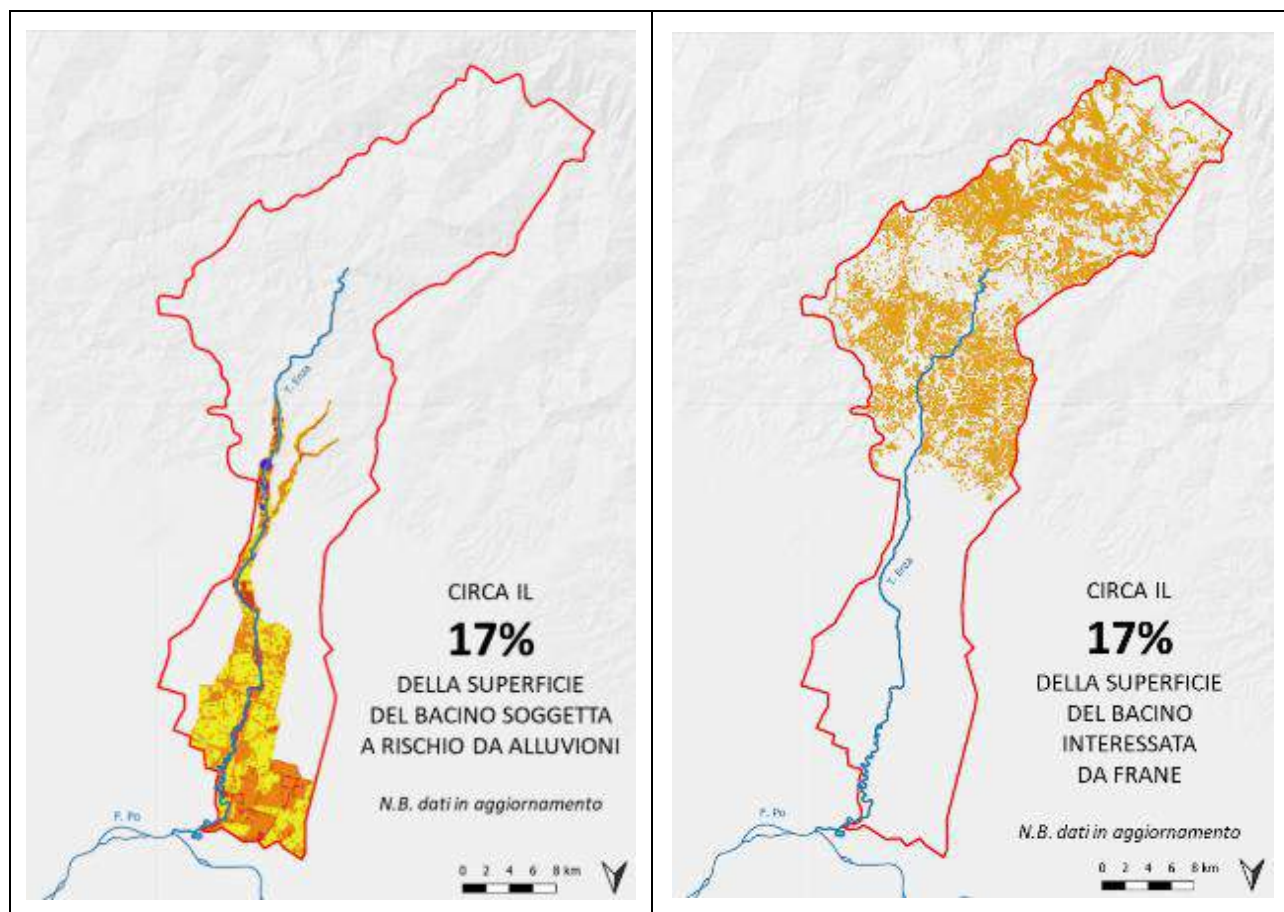 T. Enza
CIRCA IL
17%
DELLA SUPERFICIE
DEL BACINO SOGGETTA
A RISCHIO DA ALLUVIONI
N.B. dati in aggiornamento
F. Po
0 2 4 6 8 km
T. Enza
CIRCA IL
17%
DELLA SUPERFICIE
DEL BACINO
INTERESSATA
DA FRANE
N.B. dati in aggiornamento
F. Po
0 2 4 6 8 km